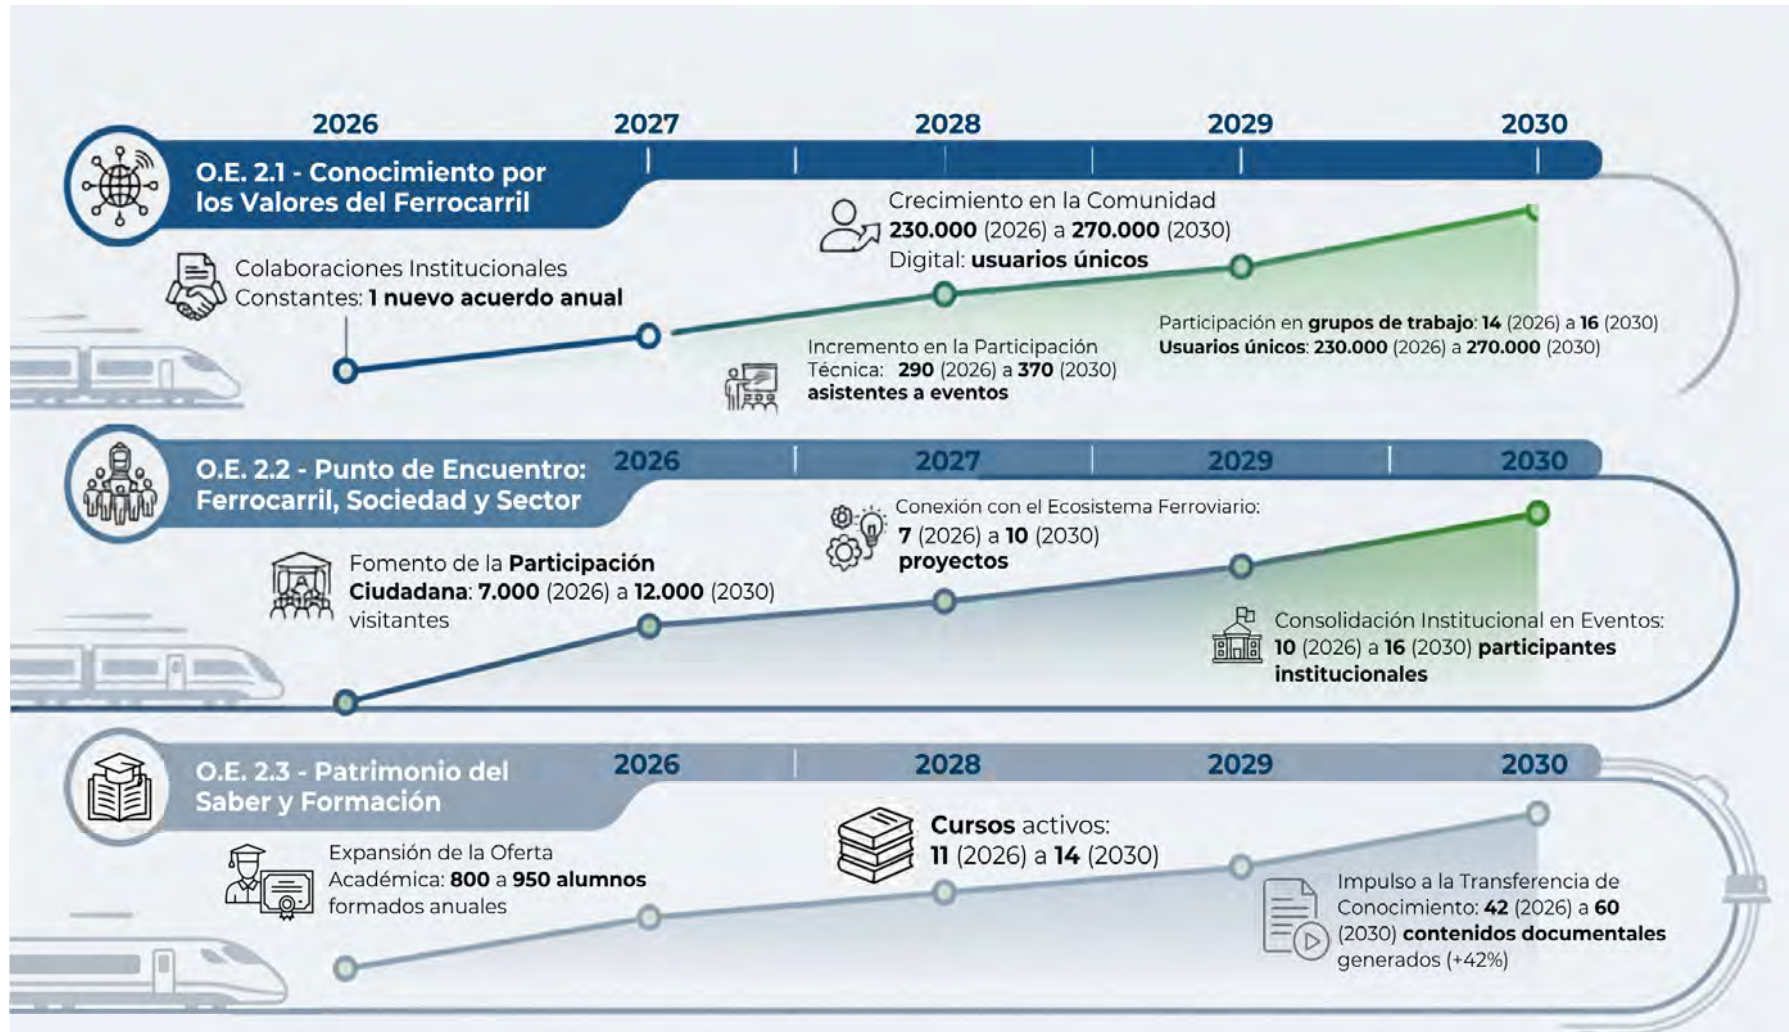 2026 2027 2028 2029 2030
O.E. 2.1 - Conocimiento por
los Valores del Ferrocarril
Colaboraciones Institucionales
Constantes: 1 nuevo acuerdo anual
Crecimiento en la Comunidad
230.000 (2026) a 270.000 (2030)
Digital: usuarios únicos
Incremento en la Participación
Técnica: 290 (2026) a 370 (2030)
asistentes a eventos
Participación en grupos de trabajo: 14 (2026) a 16 (2030)
Usuarios únicos: 230.000 (2026) a 270.000 (2030)
O.E. 2.2 - Punto de Encuentro:
Ferrocarril, Sociedad y Sector
2026 2027 2029 2030
Fomento de la Participación
Ciudadana: 7.000 (2026) a 12.000 (2030)
visitantes
Conexión con el Ecosistema Ferroviario:
7 (2026) a 10 (2030)
proyectos
Consolidación Institucional en Eventos:
10 (2026) a 16 (2030) participantes
institucionales
O.E. 2.3 - Patrimonio del
Saber y Formación
2026 2028 2029 2030
Expansión de la Oferta
Académica: 800 a 950 alumnos
formados anuales
Cursos activos:
11 (2026) a 14 (2030)
Impulso a la Transferencia de
Conocimiento: 42 (2026) a 60
(2030) contenidos documentales
generados (+42%)